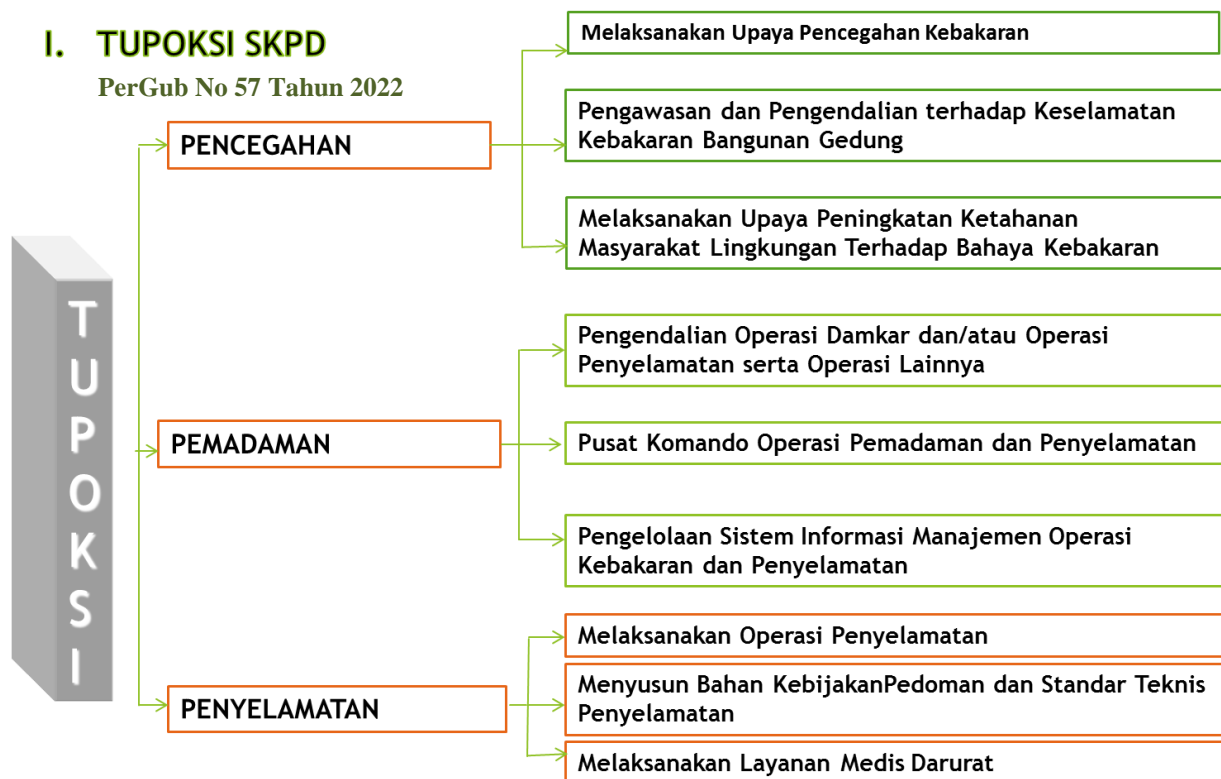 I. TUPOKSI SKPD
PerGub No 57 Tahun 2022
TUPOKSI
PENCEGAHAN
Melaksanakan Upaya Pencegahan Kebakaran
Pengawasan dan Pengendalian terhadap Keselamatan
Kebakaran Bangunan Gedung
Melaksanakan Upaya Peningkatan Ketahanan
Masyarakat Lingkungan Terhadap Bahaya Kebakaran
PEMADAMAN
Pengendalian Operasi Damkar dan/atau Operasi
Penyelamatan serta Operasi Lainnya
Pusat Komando Operasi Pemadaman dan Penyelamatan
Pengelolaan Sistem Informasi Manajemen Operasi
Kebakaran dan Penyelamatan
PENYELAMATAN
Melaksanakan Operasi Penyelamatan
Menyusun Bahan KebijakanPedoman dan Standar Teknis
Penyelamatan
Melaksanakan Layanan Medis Darurat